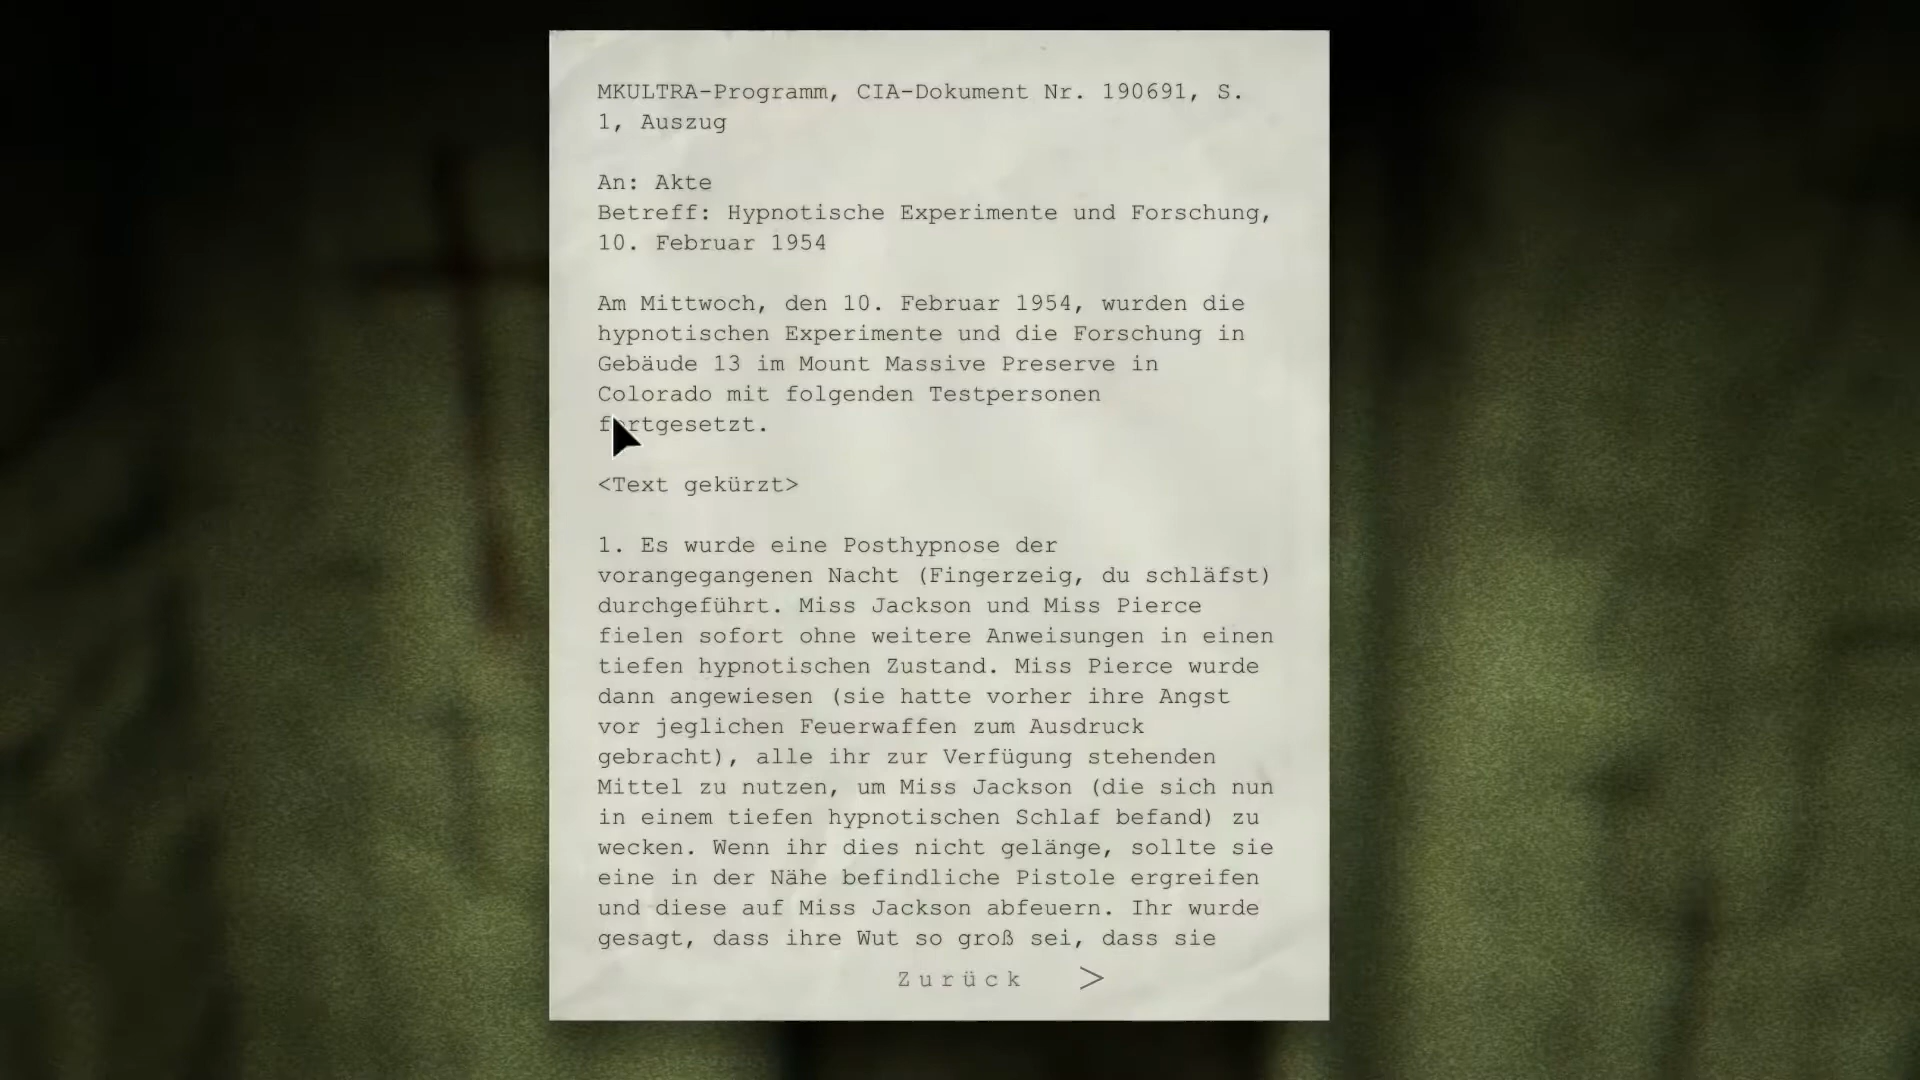 MKULTRA-Programm, CIA-Dokument Nr. 190691, S.
1, Auszug
An: Akte
Betreff: Hypnotische Experimente und Forschung,
10. Februar 1954
Am Mittwoch, den 10. Februar 1954, wurden die
hypnotischen Experimente und die Forschung in
Gebäude 13 im Mount Massive Preserve in
Colorado mit folgenden Testpersonen
fortgesetzt.
<Text gekürzt>
1. Es wurde eine Posthypnose der
vorangegangenen Nacht (Fingerzeig, du schläfst)
durchgeführt. Miss Jackson und Miss Pierce
fielen sofort ohne weitere Anweisungen in einen
tiefen hypnotischen Zustand. Miss Pierce wurde
dann angewiesen (sie hatte vorher ihre Angst
vor jeglichen Feuerwaffen zum Ausdruck
gebracht), alle ihr zur Verfügung stehenden
Mittel zu nutzen, um Miss Jackson (die sich nun
in einem tiefen hypnotischen Schlaf befand) zu
wecken. Wenn ihr dies nicht gelänge, sollte sie
eine in der Nähe befindliche Pistole ergreifen
und diese auf Miss Jackson abfeuern. Ihr wurde
gesagt, dass ihre Wut so groß sei, dass sie
Zurück >